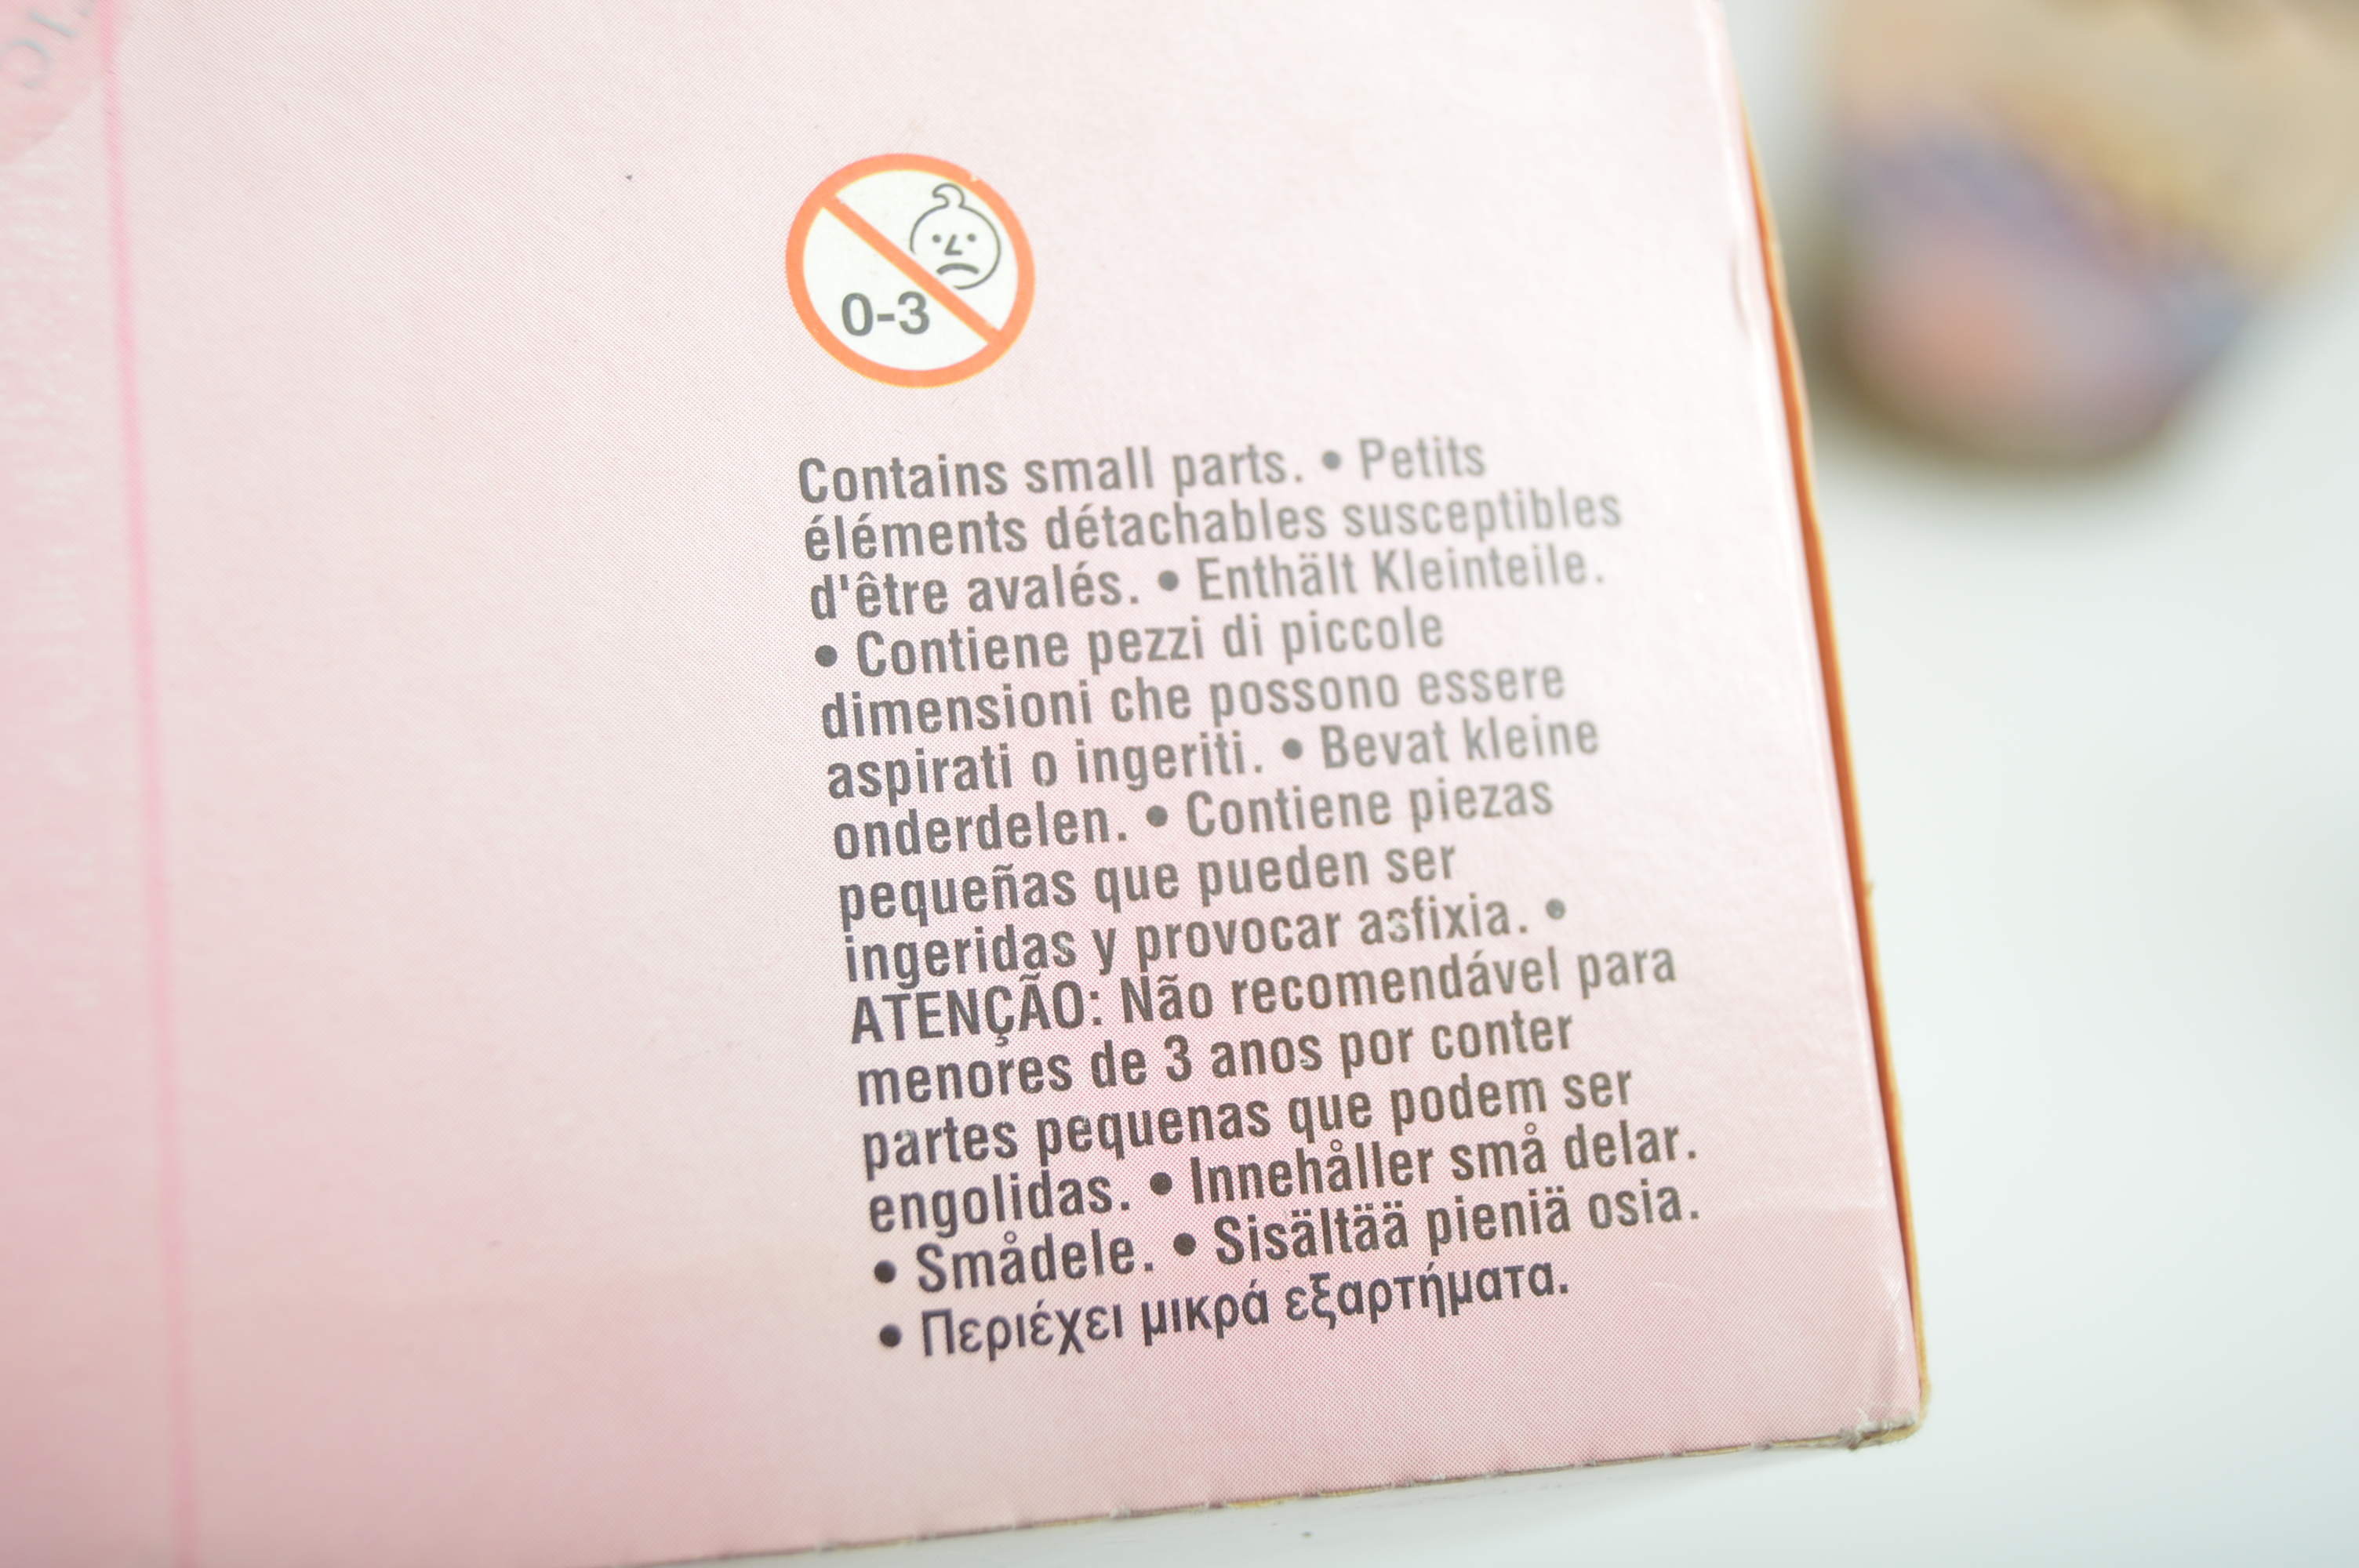 0-3
Contains small parts. • Petits
éléments détachables susceptibles
d'être avalés. • Enthält Kleinteile.
• Contiene pezzi di piccole
dimensioni che possono essere
aspirati o ingeriti. • Bevat kleine
onderdelen. • Contiene piezas
pequeñas que pueden ser
ingeridas y provocar asfixia. •
ATENÇÃO: Não recomendável para
menores de 3 anos por conter
partes pequenas que podem ser
engolidas. • Innehåller små delar.
• Smådele. • Sisältää pieniä osia.
• Περιέχει μικρά εξαρτήματα.